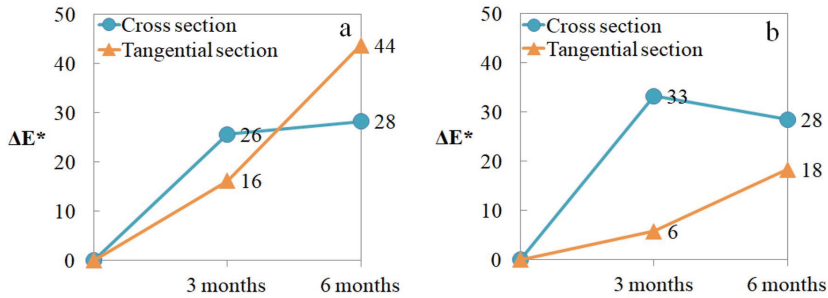 a
50
Cross section
Tangential section
44
40
30
26
28
ΔE*
20
16
10
0
3 months
6 months
b
50
Cross section
Tangential section
40
33
30
28
ΔE*
20
18
10
6
0
3 months
6 months